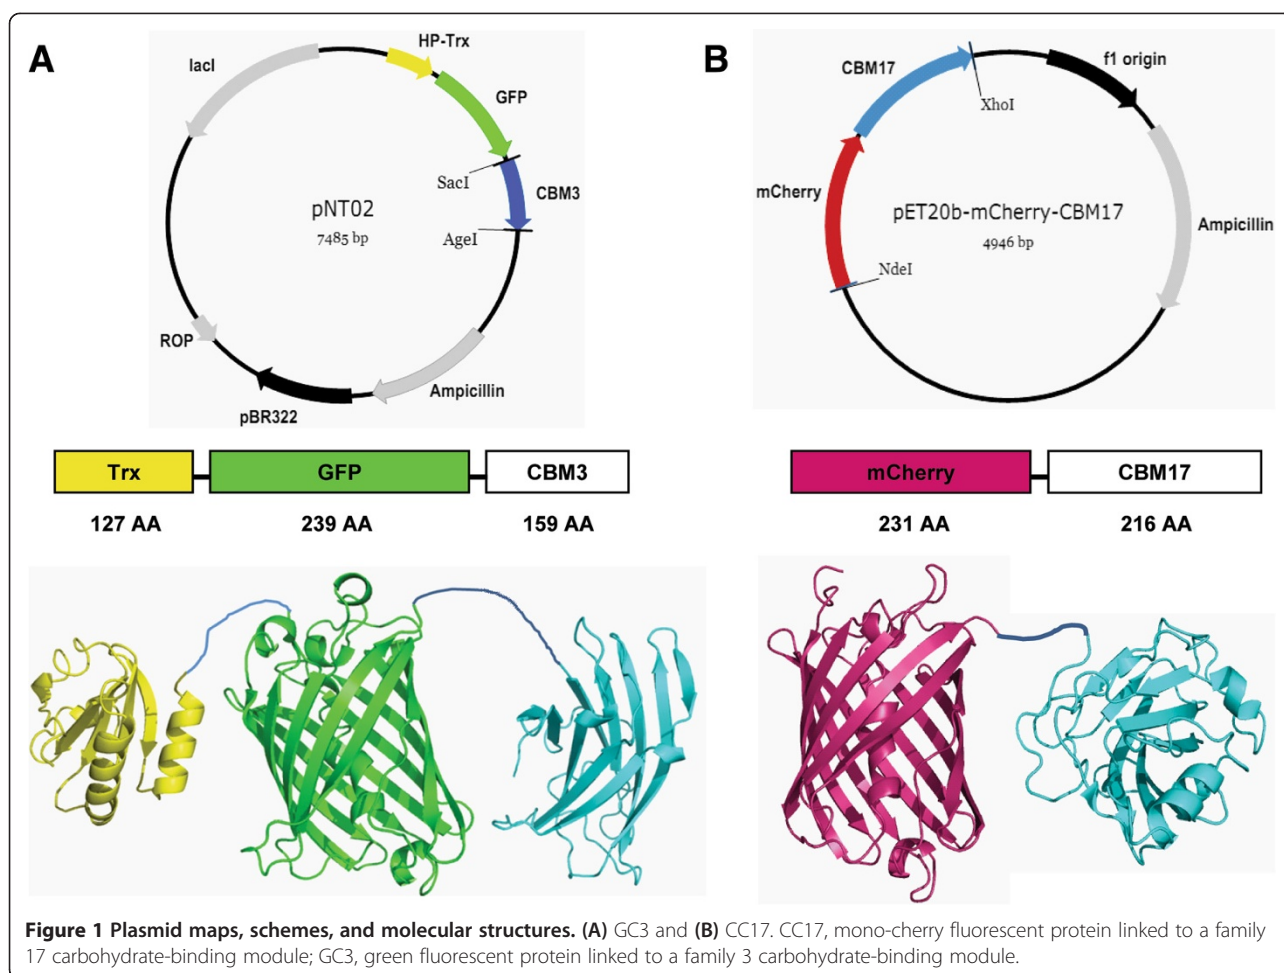 A
HP-Trx
lacI
GFP
SacI
CBM3
pNT02
7485 bp
AgeI
ROP
Ampicillin
pBR322
B
CBM17
f1 origin
XhoI
mCherry
pET20b-mCherry-CBM17
4946 bp
Ampicillin
NdeI
Trx
GFP
CBM3
127 AA
239 AA
159 AA
mCherry
CBM17
231 AA
216 AA
Figure 1 Plasmid maps, schemes, and molecular structures. (A) GC3 and (B) CC17. CC17, mono-cherry fluorescent protein linked to a family
17 carbohydrate-binding module; GC3, green fluorescent protein linked to a family 3 carbohydrate-binding module.